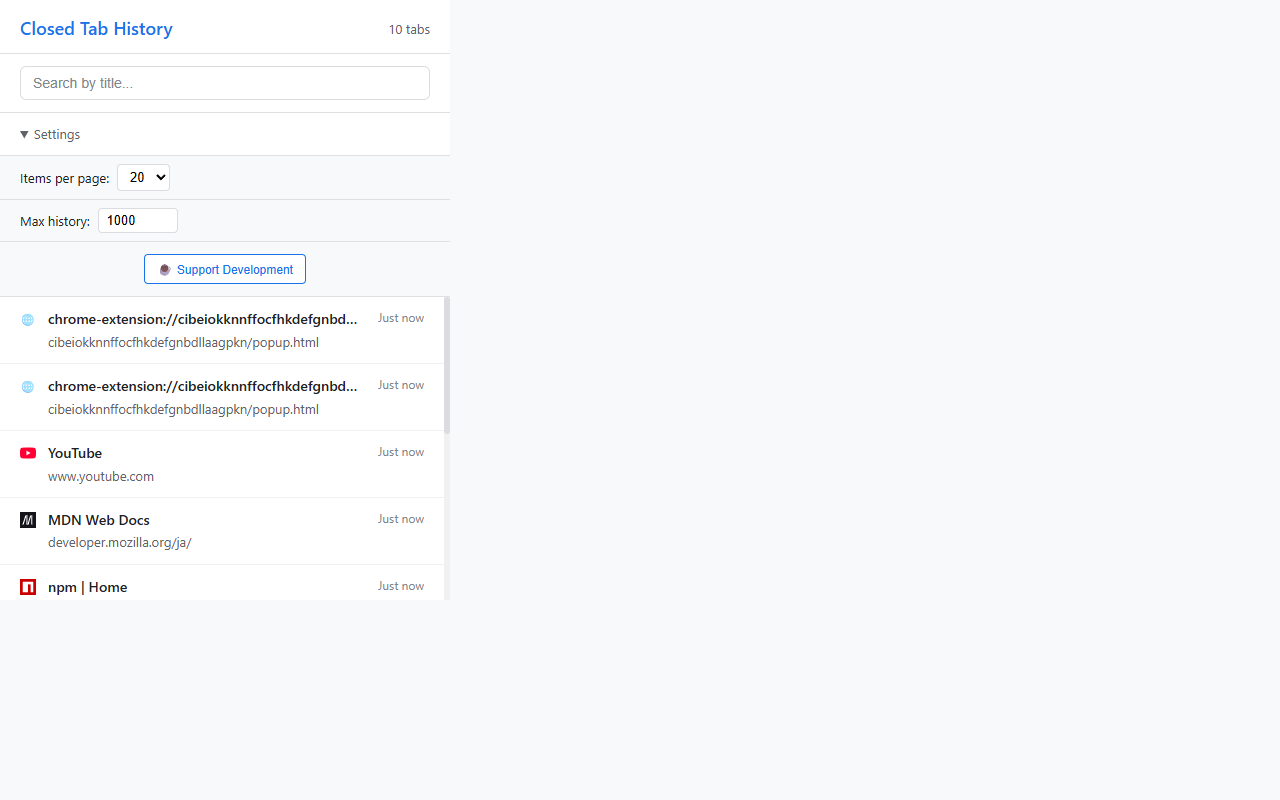 Closed Tab History
10 tabs
Search by title...
▼ Settings
Items per page: 20
Max history: 1000
Support Development
chrome-extension://cibeiokknnffocfhkdefgnbd...
Just now
cibeiokknnffocfhkdefgnbdllaagpkn/popup.html
chrome-extension://cibeiokknnffocfhkdefgnbd...
Just now
cibeiokknnffocfhkdefgnbdllaagpkn/popup.html
YouTube
Just now
www.youtube.com
MDN Web Docs
Just now
developer.mozilla.org/ja/
npm | Home
Just now